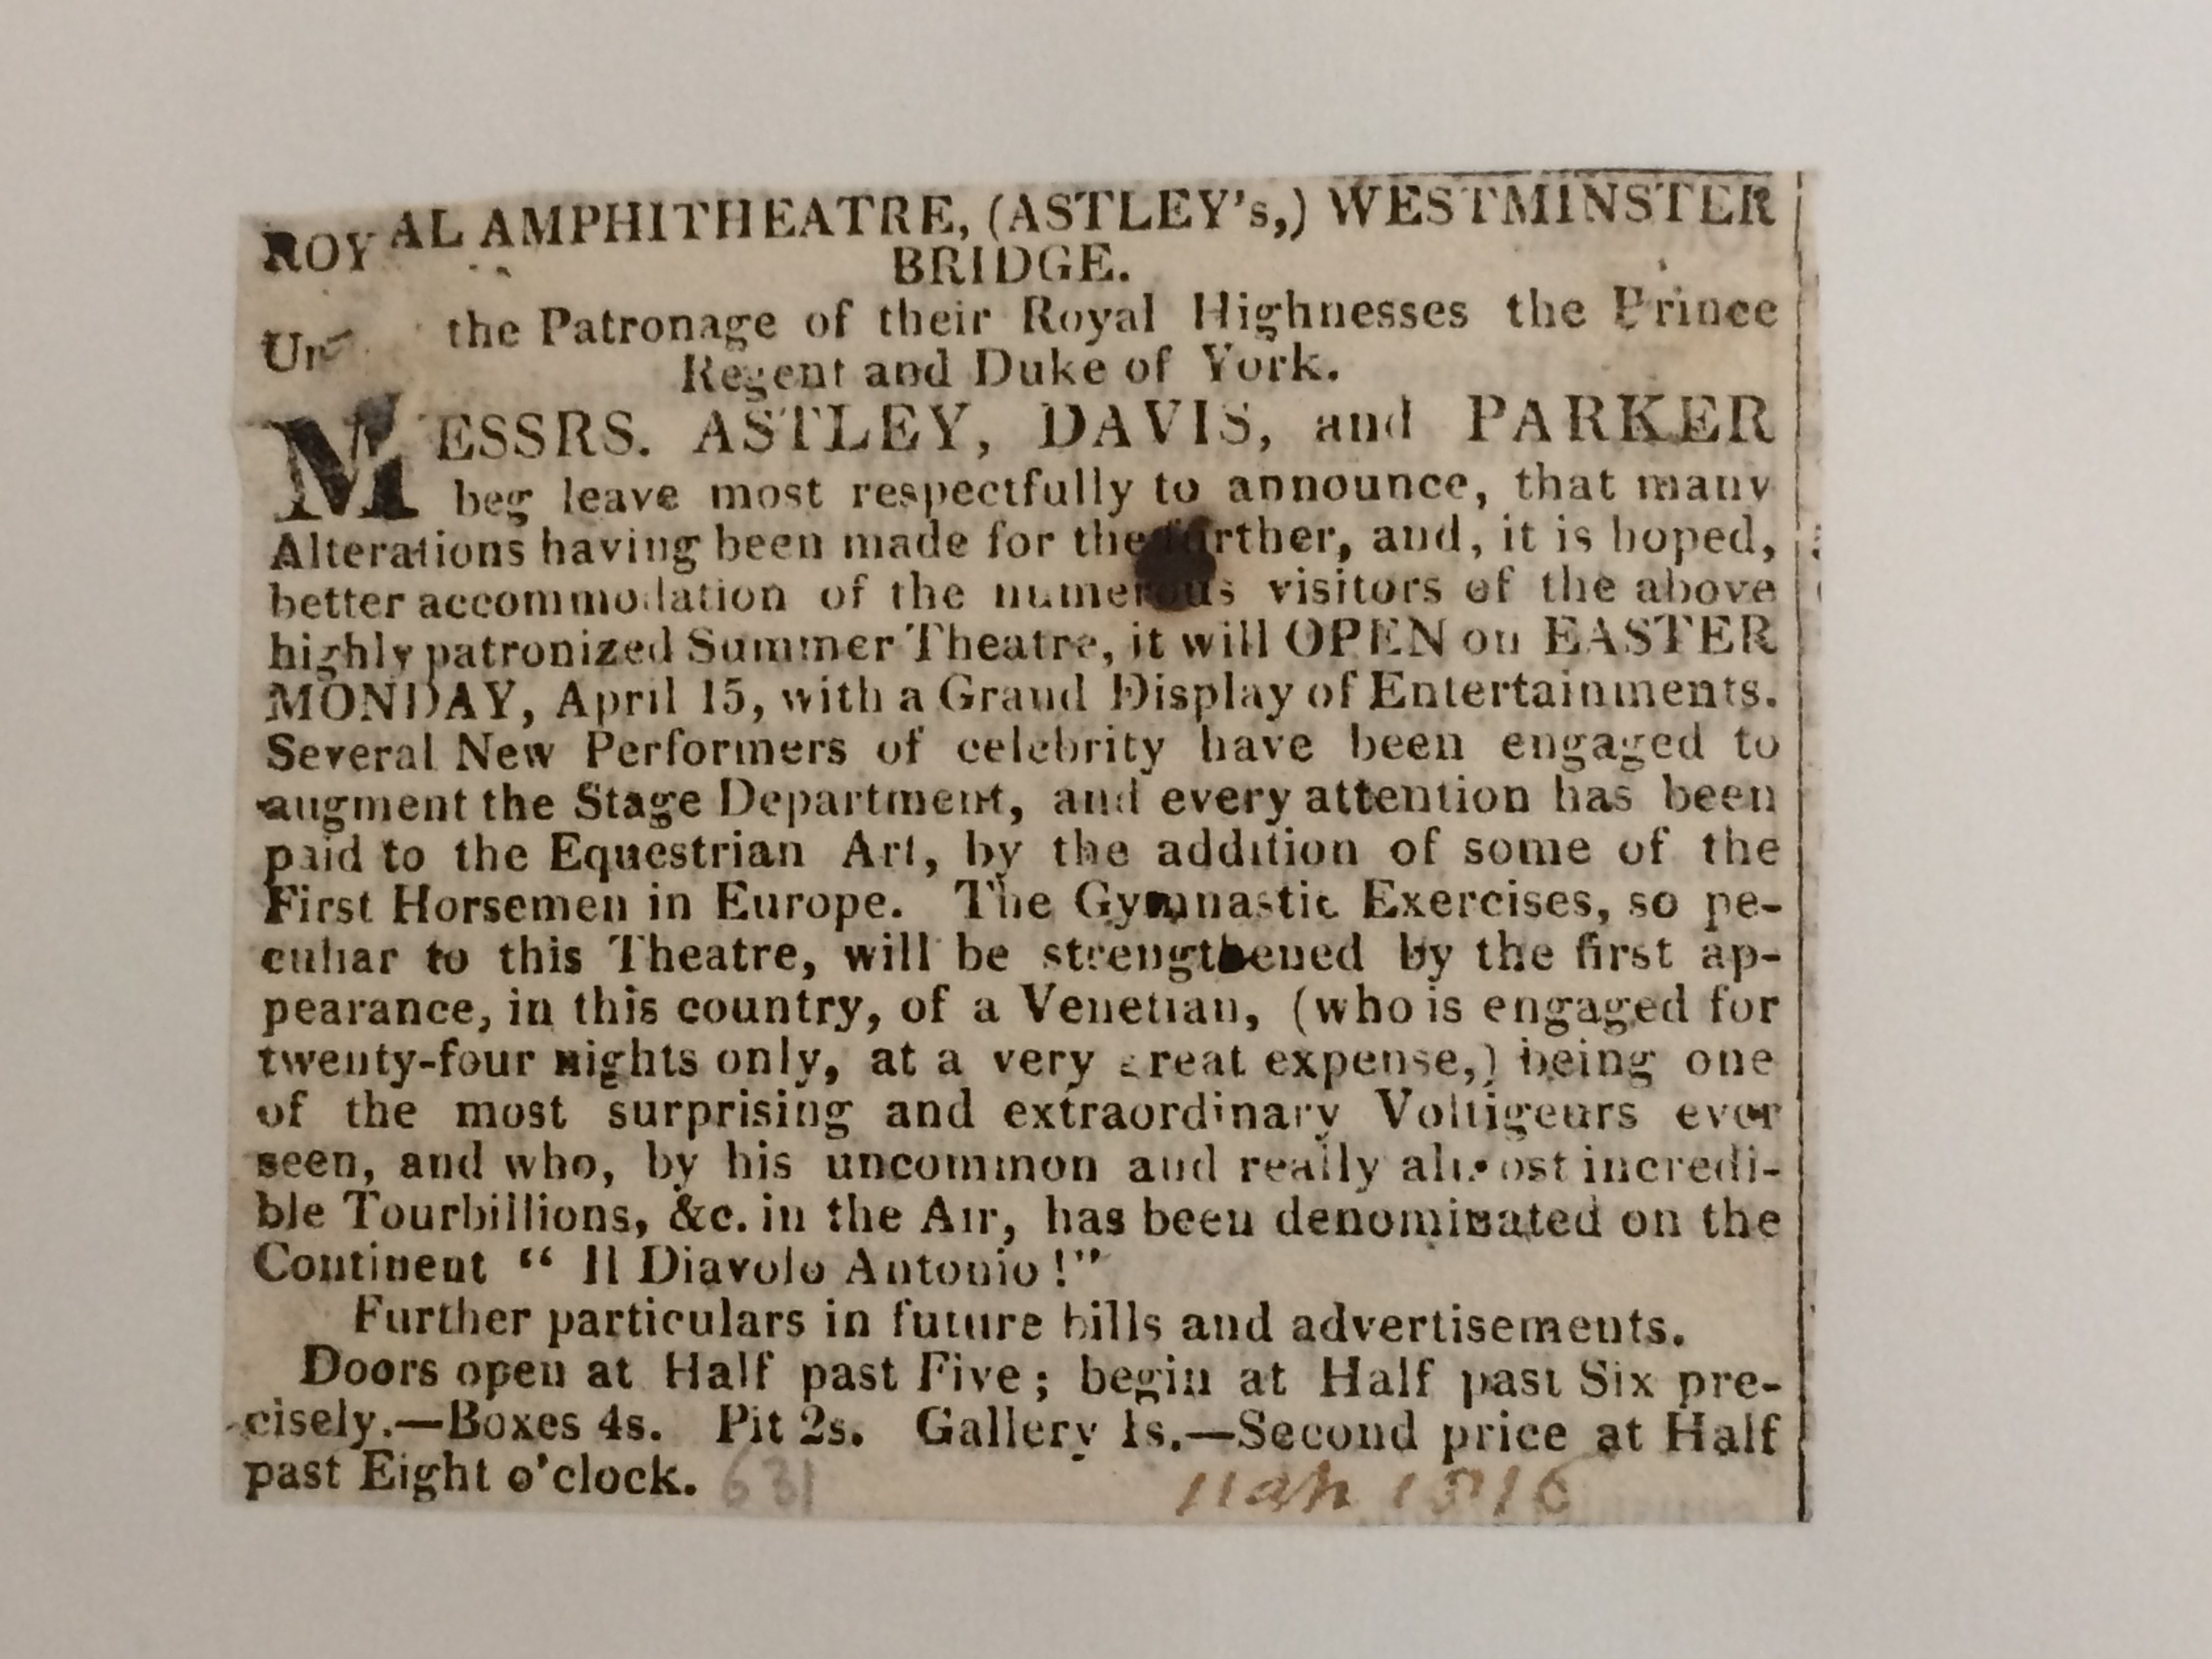 ROYAL AMPHITHEATRE, (ASTLEY's,) WESTMINSTER
BRIDGE.
the Patronage of their Royal Highnesses the Prince
Regent and Duke of York.
MESSRS. ASTLEY, DAVIS, and PARKER
beg leave most respectfully to announce, that many
Alterations having been made for the further, and, it is hoped,
better accommodation of the numerous visitors of the above
highly patronized Summer Theatre, it will OPEN on EASTER
MONDAY, April 15, with a Grand Display of Entertainments.
Several New Performers of celebrity have been engaged to
augment the Stage Department, and every attention has been
paid to the Equestrian Art, by the addition of some of the
First Horsemen in Europe. The Gymnastic Exercises, so pe-
culiar to this Theatre, will be strengthened by the first ap-
pearance, in this country, of a Venetian, (who is engaged for
twenty-four nights only, at a very great expense,) being one
of the most surprising and extraordinary Voltigeurs ever
seen, and who, by his uncommon and really almost incredi-
ble Tourbillions, &c. in the Air, has been denominated on the
Continent “ Il Diavolo Antonio !”
Further particulars in future bills and advertisements.
Doors open at Half past Five ; begin at Half past Six pre-
cisely.—Boxes 4s. Pit 2s. Gallery 1s.—Second price at Half
past Eight o'clock. 631 1816